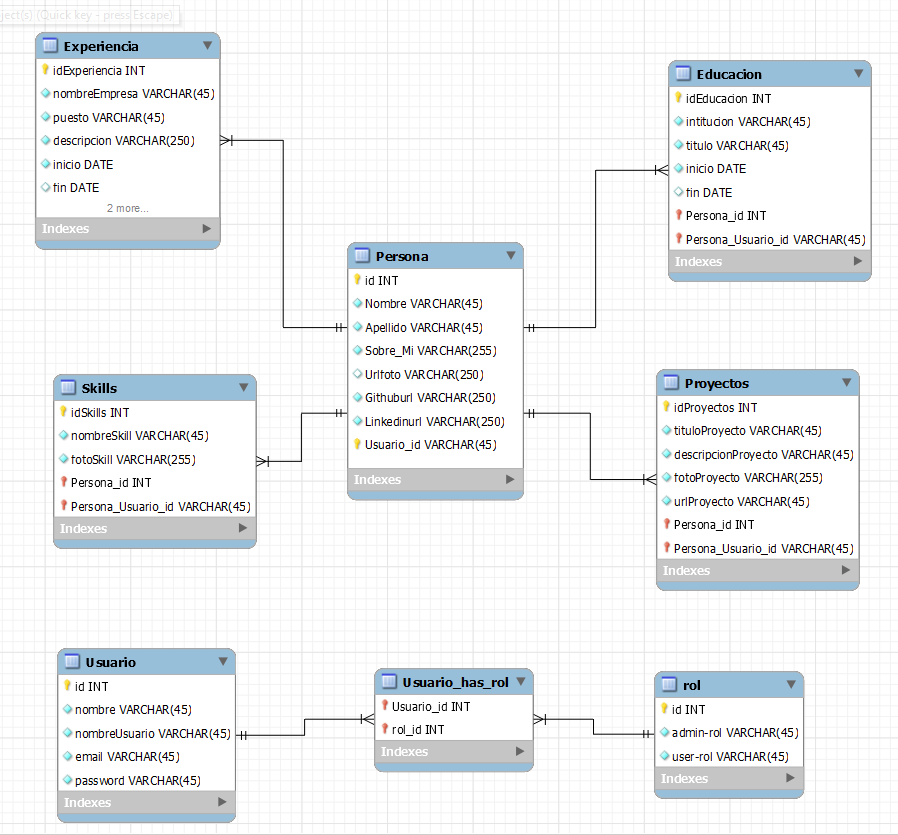 ject(s) (Quick key - press Escape)
Experiencia
idExperiencia INT
nombreEmpresa VARCHAR(45)
puesto VARCHAR(45)
descripcion VARCHAR(250)
inicio DATE
fin DATE
2 more...
Indexes
Educacion
idEducacion INT
intitucion VARCHAR(45)
titulo VARCHAR(45)
inicio DATE
fin DATE
Persona_id INT
Persona_Usuario_id VARCHAR(45)
Indexes
Persona
id INT
Nombre VARCHAR(45)
Apellido VARCHAR(45)
Sobre_Mi VARCHAR(255)
Urlfoto VARCHAR(250)
Githuburl VARCHAR(250)
Linkedinurl VARCHAR(250)
Usuario_id VARCHAR(45)
Indexes
Skills
idSkills INT
nombreSkill VARCHAR(45)
fotoSkill VARCHAR(255)
Persona_id INT
Persona_Usuario_id VARCHAR(45)
Indexes
Proyectos
idProyectos INT
tituloProyecto VARCHAR(45)
descripcionProyecto VARCHAR(45)
fotoProyecto VARCHAR(255)
urlProyecto VARCHAR(45)
Persona_id INT
Persona_Usuario_id VARCHAR(45)
Indexes
Usuario
id INT
nombre VARCHAR(45)
nombreUsuario VARCHAR(45)
email VARCHAR(45)
password VARCHAR(45)
Indexes
Usuario_has_rol
Usuario_id INT
rol_id INT
Indexes
rol
id INT
admin-rol VARCHAR(45)
user-rol VARCHAR(45)
Indexes